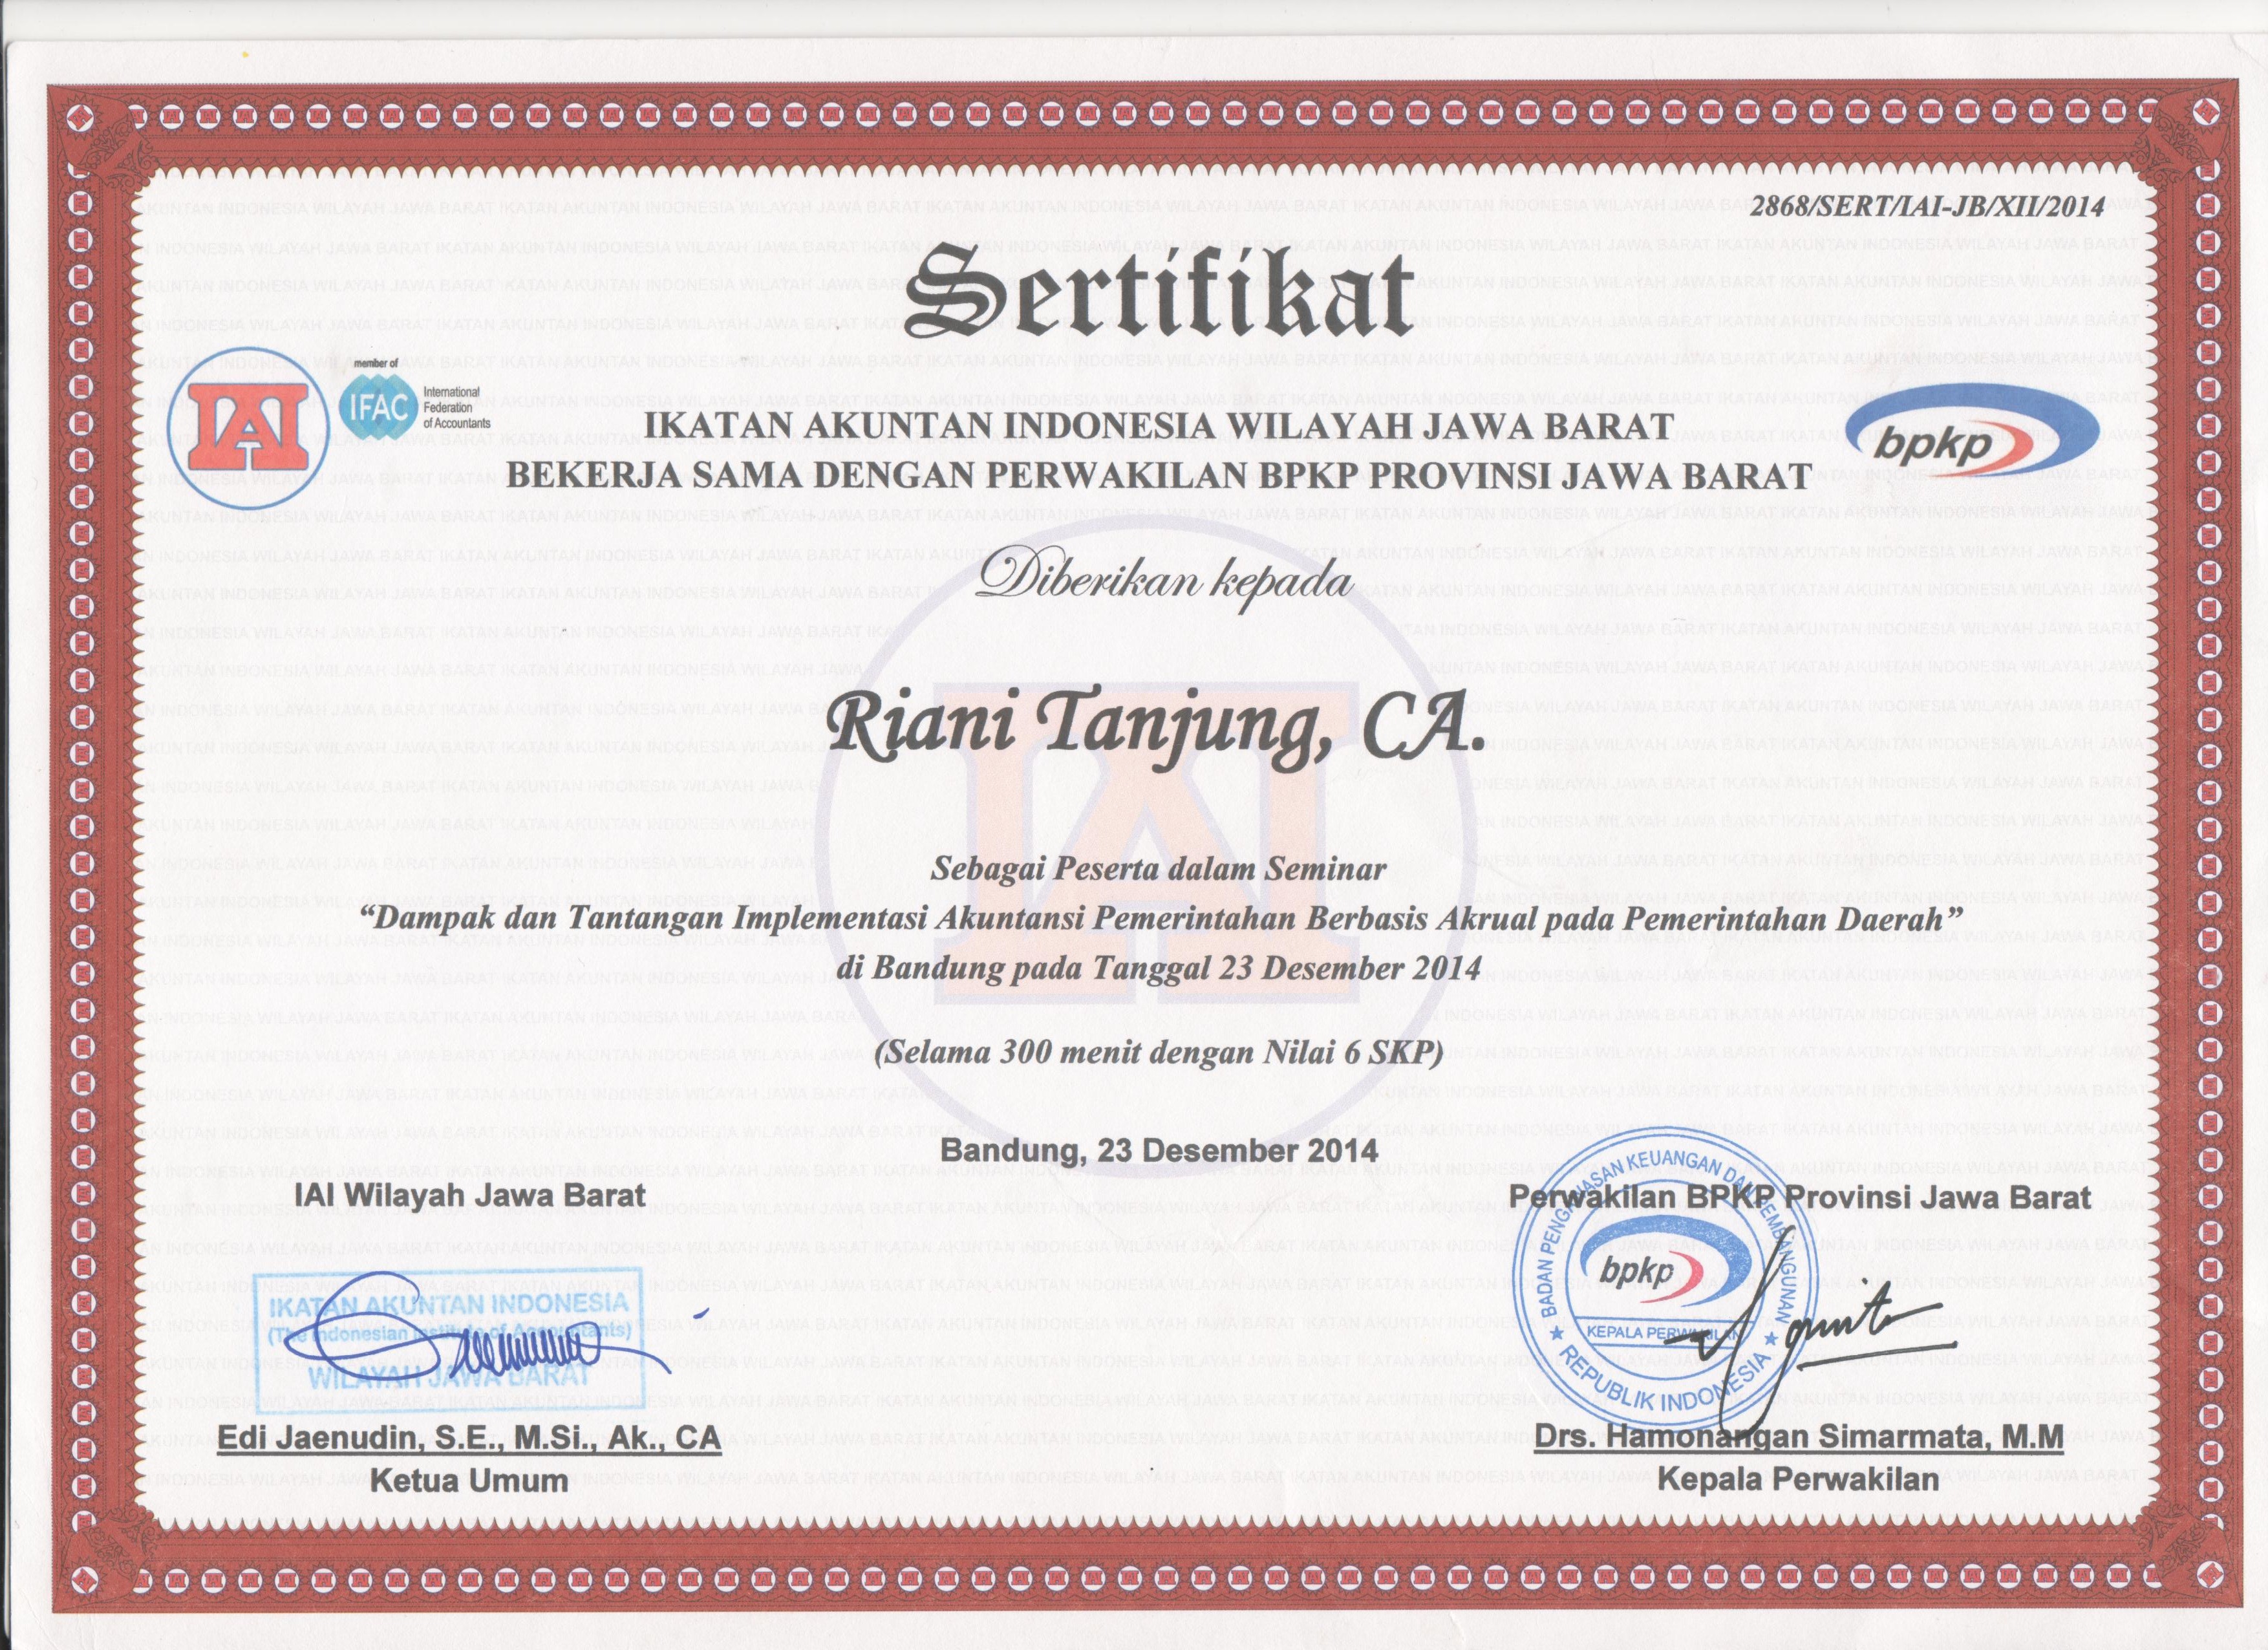 2868/SERT/IAI-JB/XII/2014
Sertifikat
IAI
member of
IFAC
International
Federation
of Accountants
IKATAN AKUNTAN INDONESIA WILAYAH JAWA BARAT
BEKERJA SAMA DENGAN PERWAKILAN BPKP PROVINSI JAWA BARAT
bpkp
Diberikan kepada
Riani Tanjung, CA.
Sebagai Peserta dalam Seminar
“Dampak dan Tantangan Implementasi Akuntansi Pemerintahan Berbasis Akrual pada Pemerintahan Daerah”
di Bandung pada Tanggal 23 Desember 2014
(Selama 300 menit dengan Nilai 6 SKP)
Bandung, 23 Desember 2014
IAI Wilayah Jawa Barat
IKATAN AKUNTAN INDONESIA
(The Indonesian Institute of Accountants)
WILAYAH JAWA BARAT
Edi Jaenudin, S.E., M.Si., Ak., CA
Ketua Umum
Perwakilan BPKP Provinsi Jawa Barat
BADAN PENGAWASAN KEUANGAN DAN PEMBANGUNAN
bpkp
KEPALA PERWAKILAN
REPUBLIK INDONESIA
Drs. Hamonangan Simarmata, M.M
Kepala Perwakilan